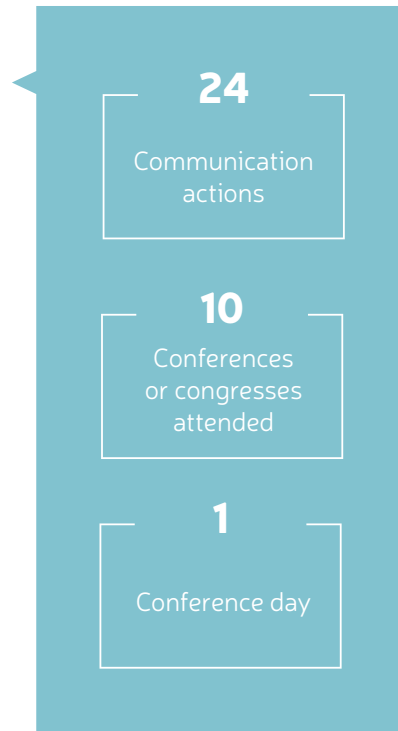 24
Communication
actions
10
Conferences
or congresses
attended
1
Conference day